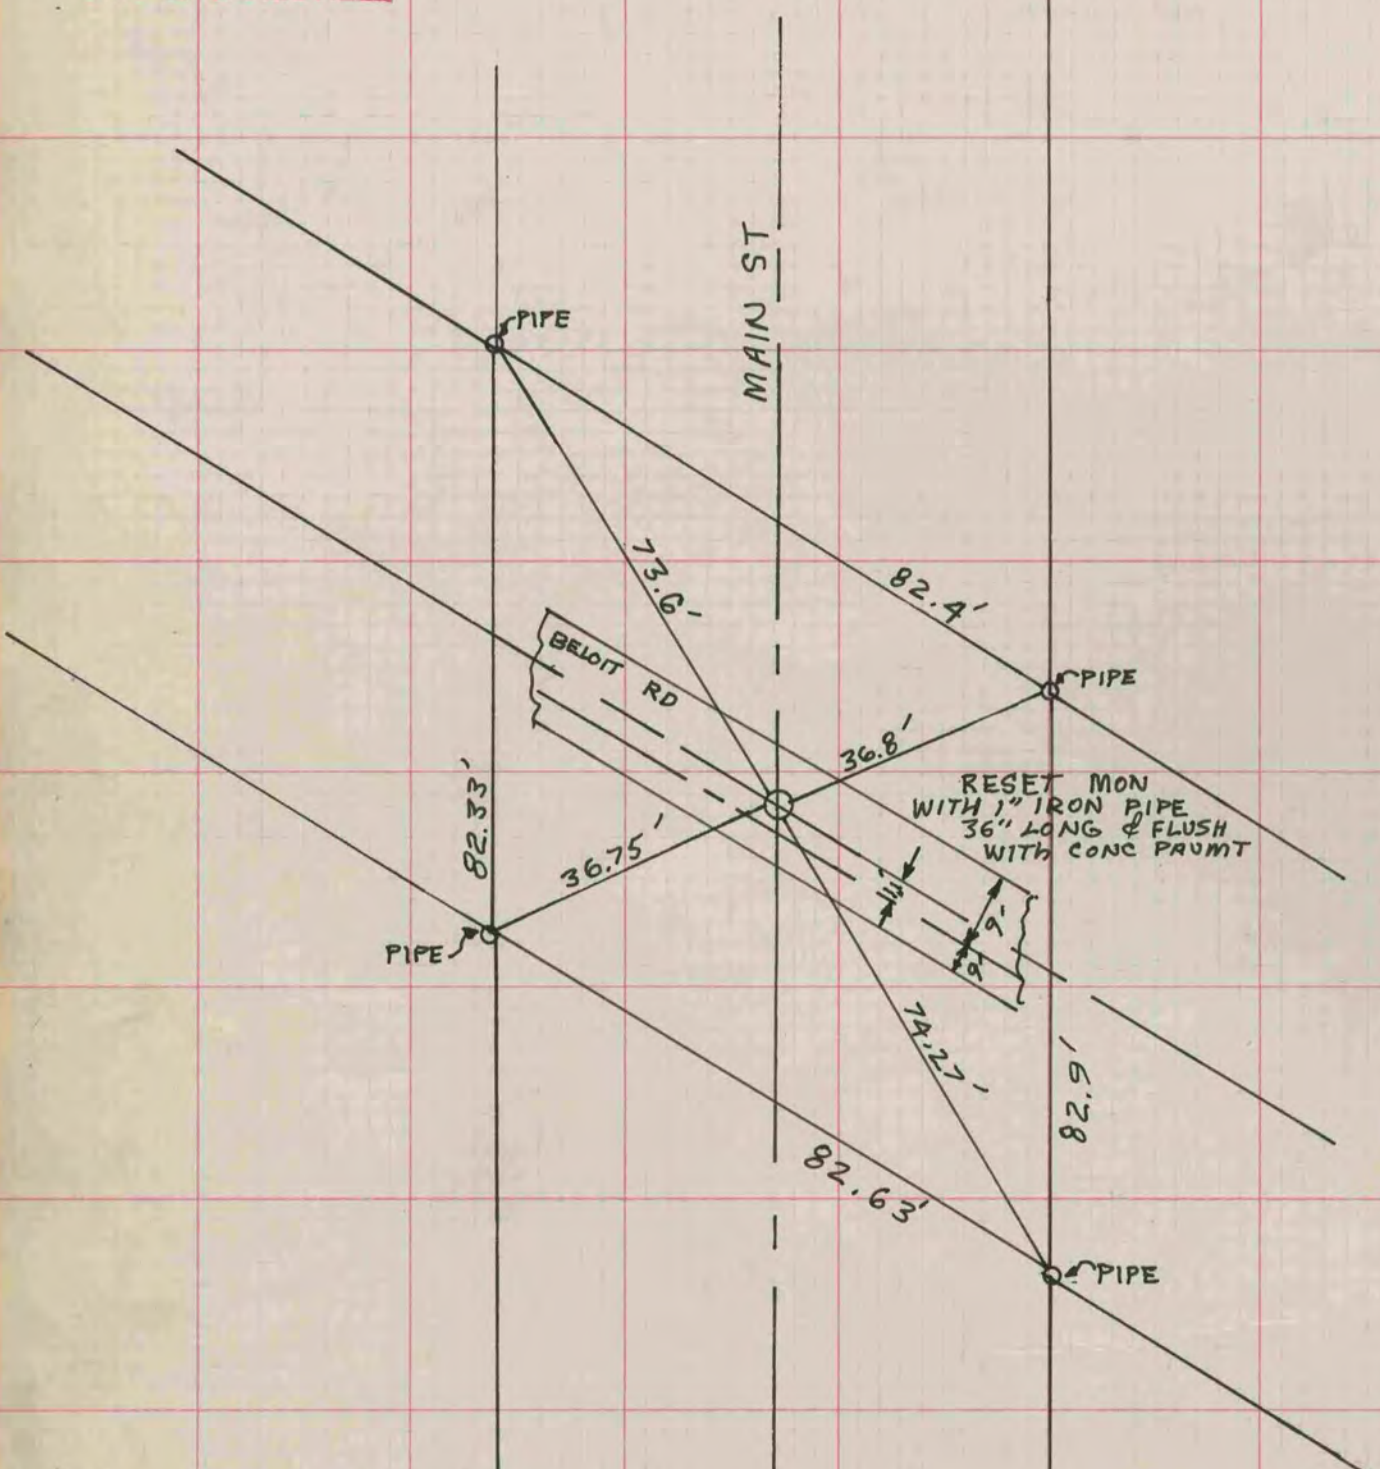 MAIN ST
PIPE
73.6'
82.4'
BELOIT RD
PIPE
36.8'
RESET MON
WITH 1" IRON PIPE
36" LONG & FLUSH
WITH CONC PAVMT
82.33'
36.75'
PIPE
9'
9'
74.27'
82.9'
82.63'
PIPE